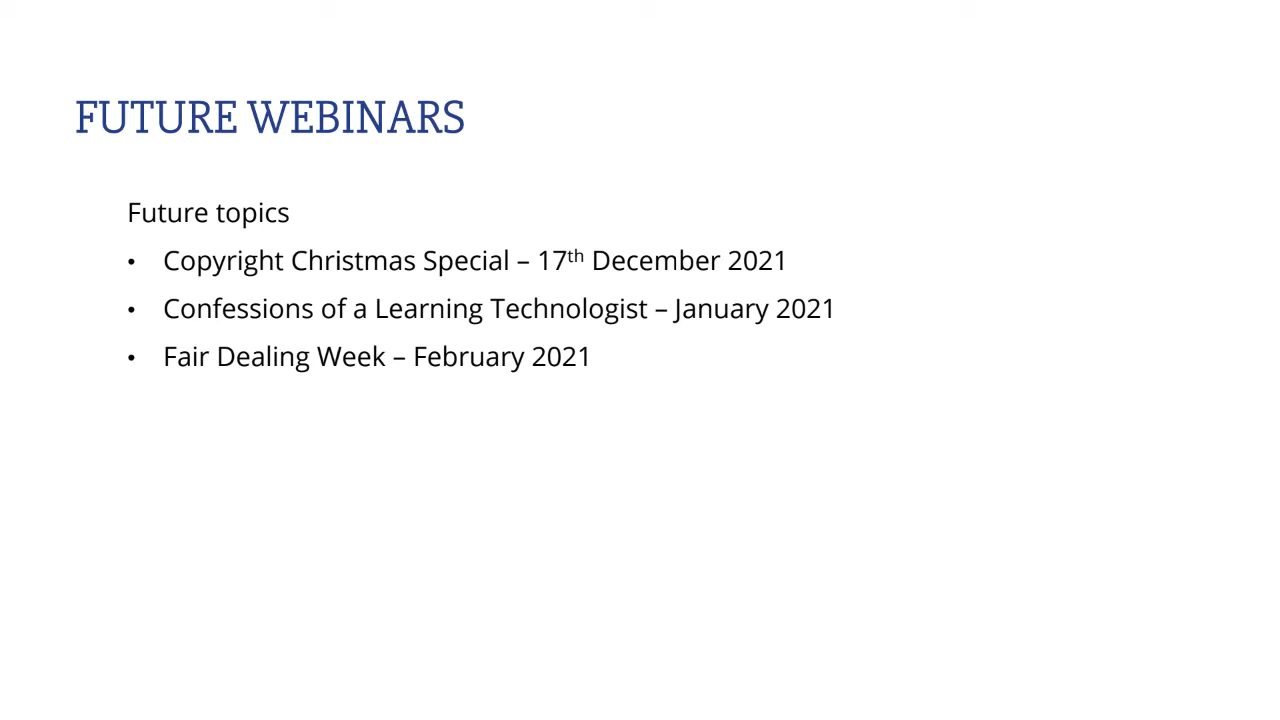 FUTURE WEBINARS
Future topics
• Copyright Christmas Special – 17th December 2021
• Confessions of a Learning Technologist – January 2021
• Fair Dealing Week – February 2021